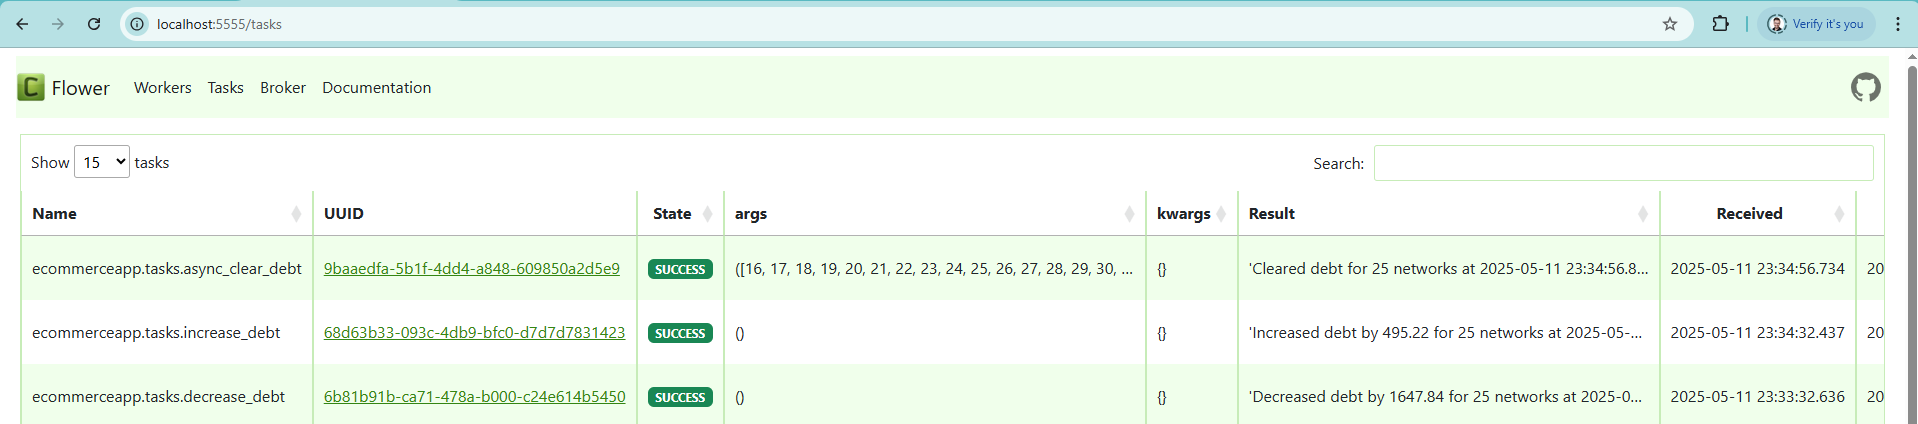 localhost:5555/tasks
Verify it's you
Flower Workers Tasks Broker Documentation
Show 15 tasks
Search:
Name UUID State args kwargs Result Received
ecommerceapp.tasks.async_clear_debt 9baaedfa-5b1f-4dd4-a848-609850a2d5e9 SUCCESS ([16, 17, 18, 19, 20, 21, 22, 23, 24, 25, 26, 27, 28, 29, 30, ... {} 'Cleared debt for 25 networks at 2025-05-11 23:34:56.8... 2025-05-11 23:34:56.734 20
ecommerceapp.tasks.increase_debt 68d63b33-093c-4db9-bfc0-d7d7d7831423 SUCCESS () {} 'Increased debt by 495.22 for 25 networks at 2025-05-... 2025-05-11 23:34:32.437 20
ecommerceapp.tasks.decrease_debt 6b81b91b-ca71-478a-b000-c24e614b5450 SUCCESS () {} 'Decreased debt by 1647.84 for 25 networks at 2025-0... 2025-05-11 23:33:32.636 20